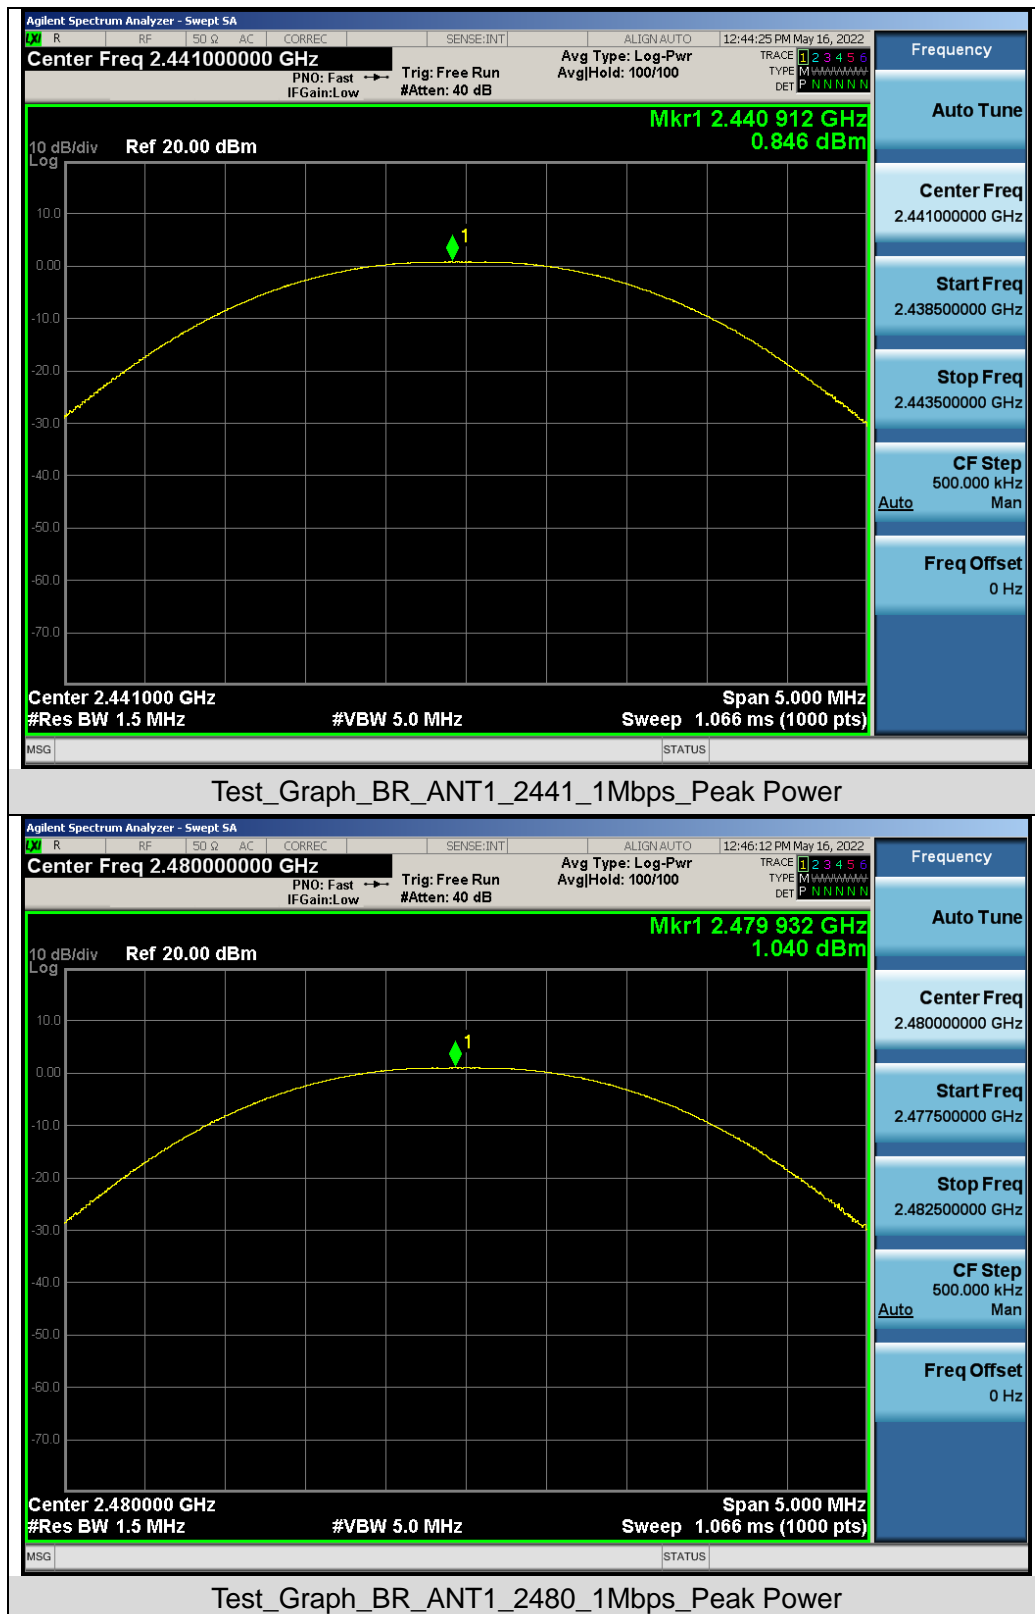 Agilent Spectrum Analyzer - Swept SA
LXI R RF 50 Ω AC CORREC SENSE:INT ALIGN AUTO 12:44:25 PM May 16, 2022
Center Freq 2.441000000 GHz
PNO: Fast
IFGain:Low
Trig: Free Run
#Atten: 40 dB
Avg Type: Log-Pwr
Avg|Hold: 100/100
TRACE 1 2 3 4 5 6
TYPE M
DET P N N N N N
Mkr1 2.440 912 GHz
0.846 dBm
10 dB/div Ref 20.00 dBm
Log
10.0
0.00
-10.0
-20.0
-30.0
-40.0
-50.0
-60.0
-70.0
Center 2.441000 GHz Span 5.000 MHz
#Res BW 1.5 MHz #VBW 5.0 MHz Sweep 1.066 ms (1000 pts)
MSG STATUS
Frequency
Auto Tune
Center Freq
2.441000000 GHz
Start Freq
2.438500000 GHz
Stop Freq
2.443500000 GHz
CF Step
500.000 kHz
Auto Man
Freq Offset
0 Hz
1
Test_Graph_BR_ANT1_2441_1Mbps_Peak Power
Agilent Spectrum Analyzer - Swept SA
LXI R RF 50 Ω AC CORREC SENSE:INT ALIGN AUTO 12:46:12 PM May 16, 2022
Center Freq 2.480000000 GHz
PNO: Fast
IFGain:Low
Trig: Free Run
#Atten: 40 dB
Avg Type: Log-Pwr
Avg|Hold: 100/100
TRACE 1 2 3 4 5 6
TYPE M
DET P N N N N N
Mkr1 2.479 932 GHz
1.040 dBm
10 dB/div Ref 20.00 dBm
Log
10.0
0.00
-10.0
-20.0
-30.0
-40.0
-50.0
-60.0
-70.0
Center 2.480000 GHz Span 5.000 MHz
#Res BW 1.5 MHz #VBW 5.0 MHz Sweep 1.066 ms (1000 pts)
MSG STATUS
Frequency
Auto Tune
Center Freq
2.480000000 GHz
Start Freq
2.477500000 GHz
Stop Freq
2.482500000 GHz
CF Step
500.000 kHz
Auto Man
Freq Offset
0 Hz
1
Test_Graph_BR_ANT1_2480_1Mbps_Peak Power